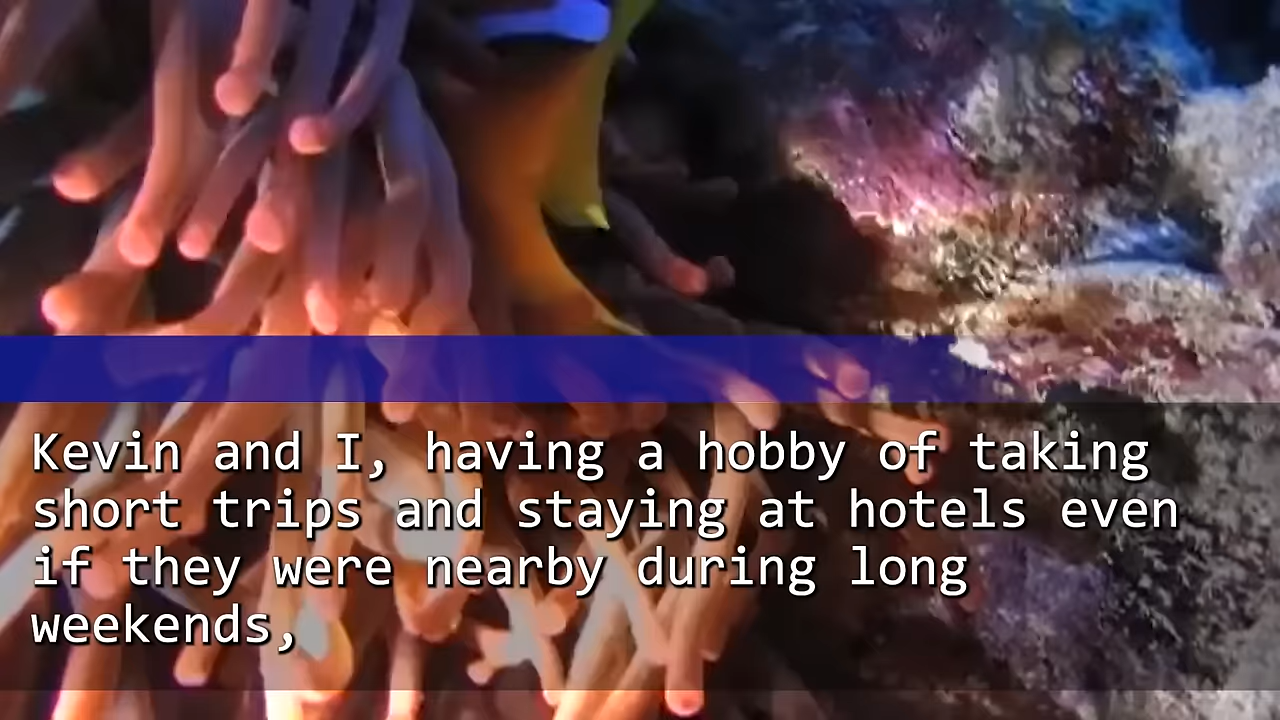 Kevin and I, having a hobby of taking
short trips and staying at hotels even
if they were nearby during long
weekends,